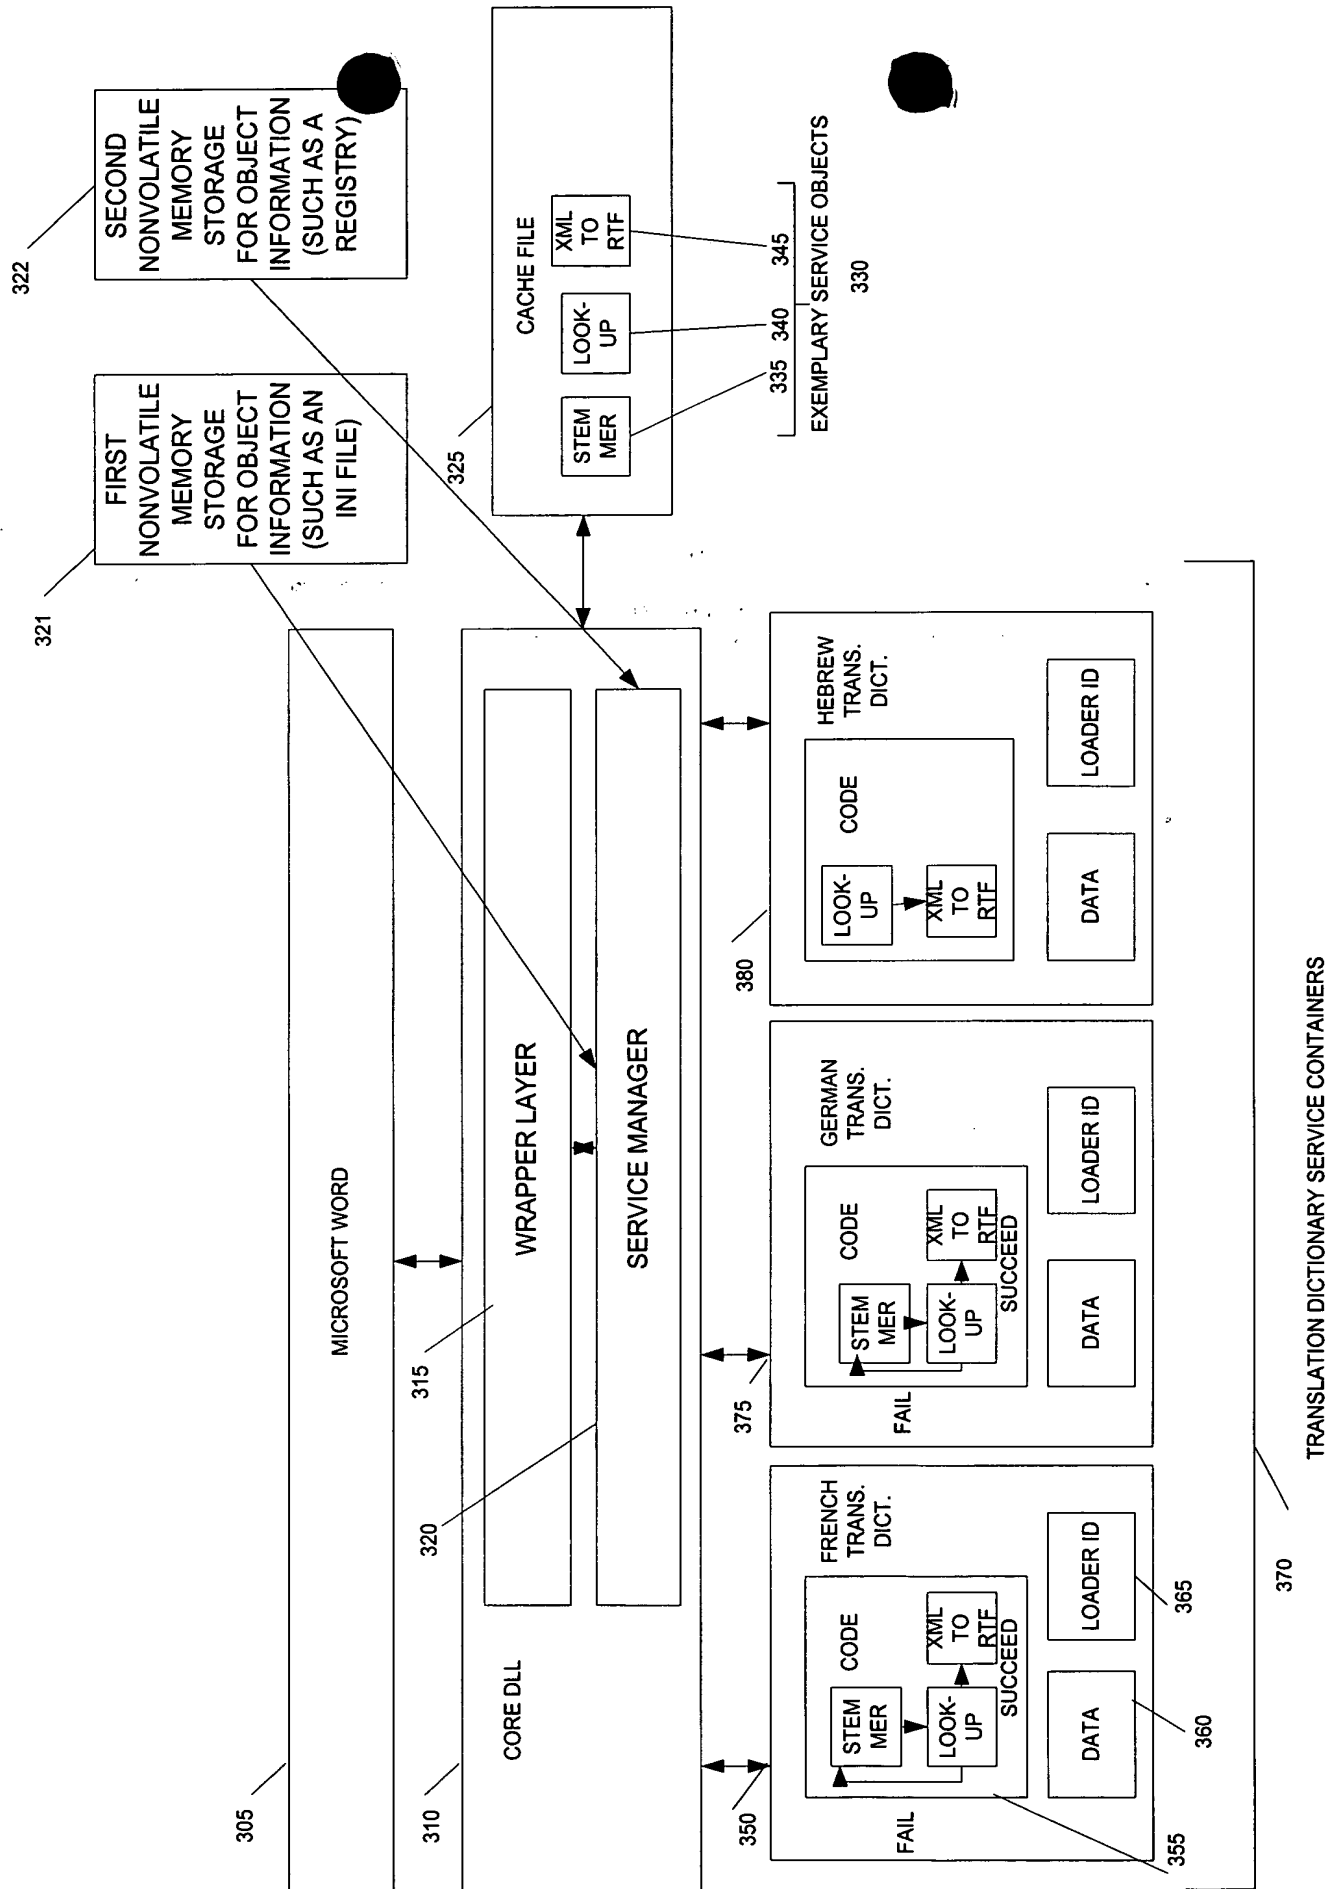 305
MICROSOFT WORD
310
CORE DLL
315
WRAPPER LAYER
320
SERVICE MANAGER
321
FIRST
NONVOLATILE
MEMORY
STORAGE
FOR OBJECT
INFORMATION
(SUCH AS AN
INI FILE)
322
SECOND
NONVOLATILE
MEMORY
STORAGE
FOR OBJECT
INFORMATION
(SUCH AS A
REGISTRY)
325
CACHE FILE
STEM
MER
LOOK-
UP
XML
TO
RTF
335
340
345
EXEMPLARY SERVICE OBJECTS
330
350
FRENCH
TRANS.
DICT.
CODE
STEM
MER
LOOK-
UP
XML
TO
RTF
SUCCEED
FAIL
355
DATA
360
LOADER ID
365
375
GERMAN
TRANS.
DICT.
CODE
STEM
MER
LOOK-
UP
XML
TO
RTF
SUCCEED
FAIL
DATA
LOADER ID
380
HEBREW
TRANS.
DICT.
CODE
LOOK-
UP
XML
TO
RTF
DATA
LOADER ID
370
TRANSLATION DICTIONARY SERVICE CONTAINERS